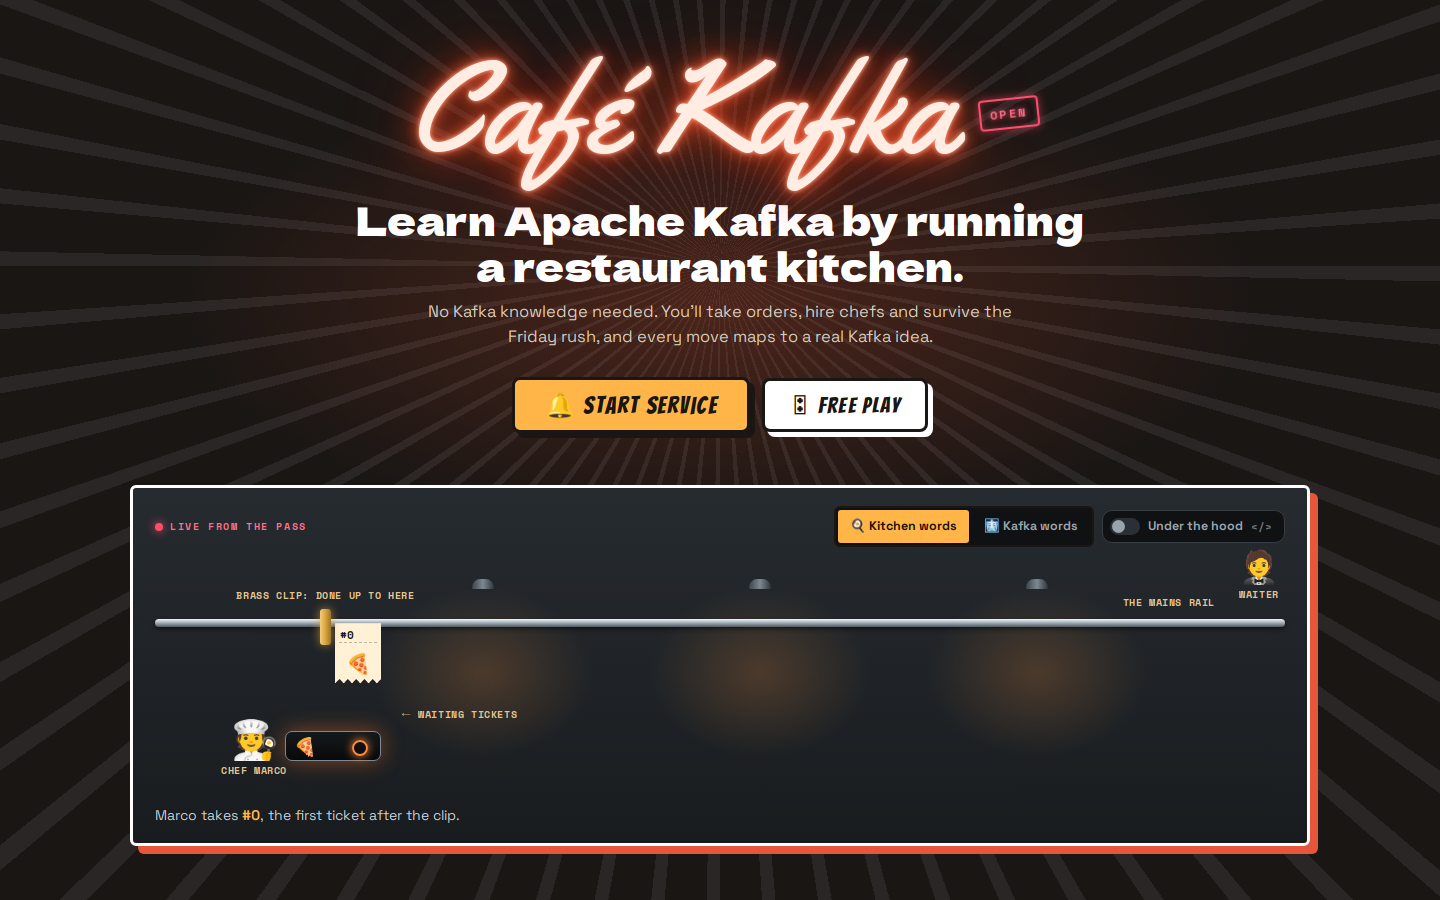 Café Kafka
OPEN
Learn Apache Kafka by running
a restaurant kitchen.
No Kafka knowledge needed. You'll take orders, hire chefs and survive the
Friday rush, and every move maps to a real Kafka idea.
START SERVICE
FREE PLAY
LIVE FROM THE PASS
Kitchen words
Kafka words
Under the hood </>
WAITER
BRASS CLIP: DONE UP TO HERE
THE MAINS RAIL
#0
← WAITING TICKETS
CHEF MARCO
Marco takes #0, the first ticket after the clip.